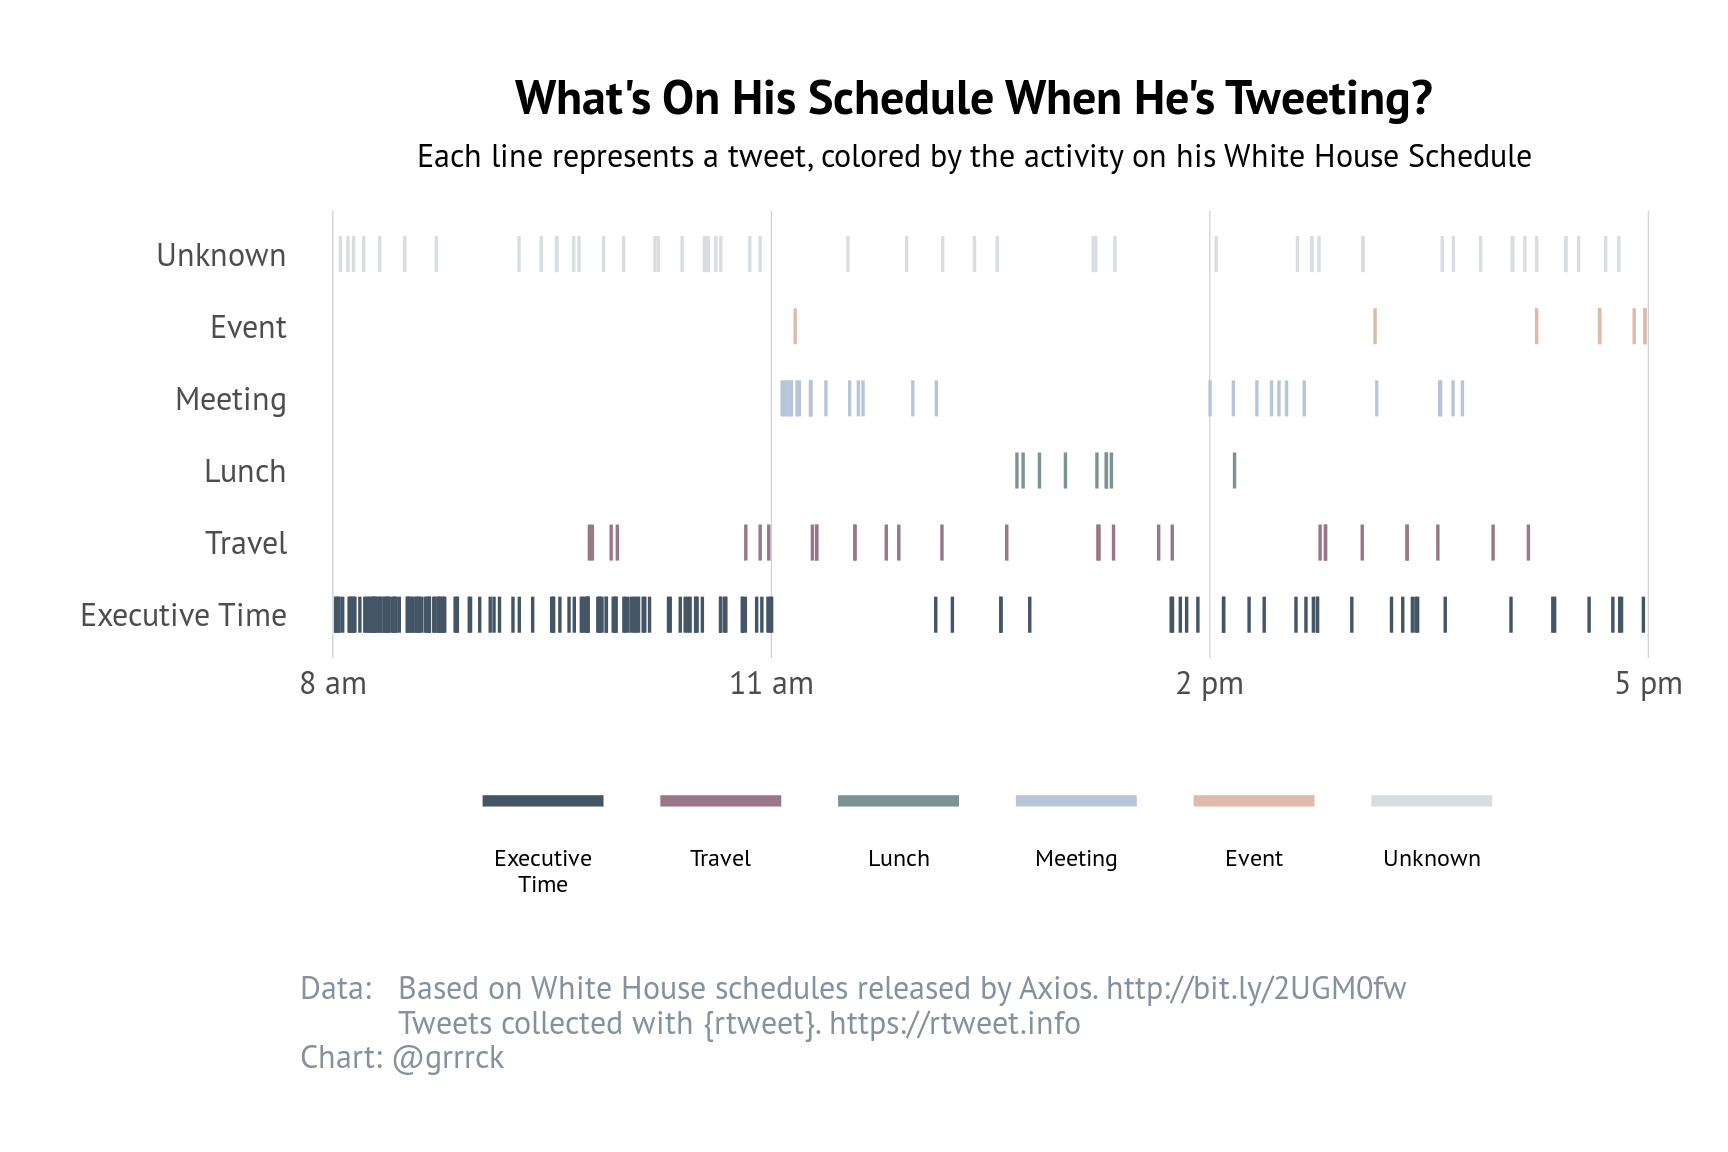 What's On His Schedule When He's Tweeting?
Each line represents a tweet, colored by the activity on his White House Schedule
Unknown
Event
Meeting
Lunch
Travel
Executive Time
8 am
11 am
2 pm
5 pm
Executive
Time
Travel
Lunch
Meeting
Event
Unknown
Data: Based on White House schedules released by Axios. http://bit.ly/2UGM0fw
Tweets collected with {rtweet}. https://rtweet.info
Chart: @grrrck